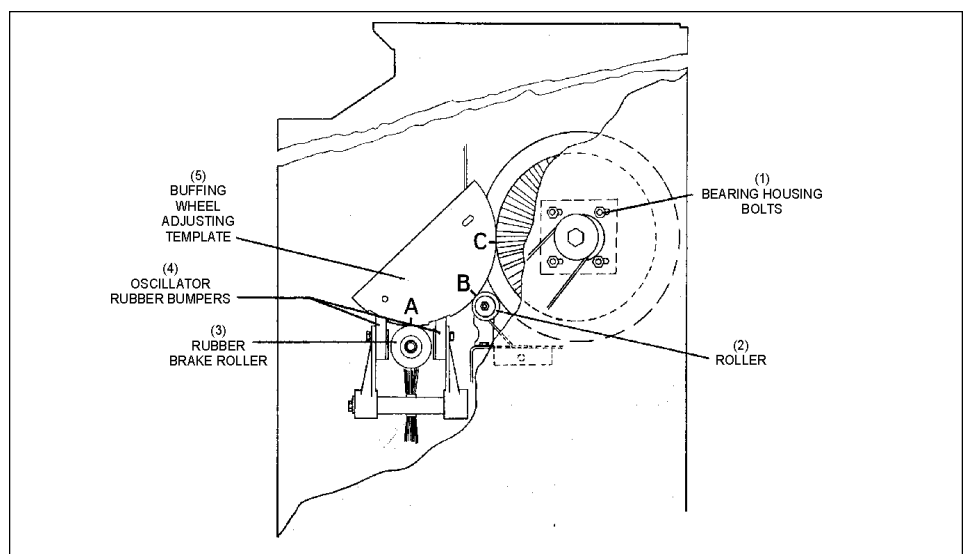 (5)
BUFFING
WHEEL
ADJUSTING
TEMPLATE
(4)
OSCILLATOR
RUBBER BUMPERS
(3)
RUBBER
BRAKE ROLLER
A
B
C
(1)
BEARING HOUSING
BOLTS
(2)
ROLLER